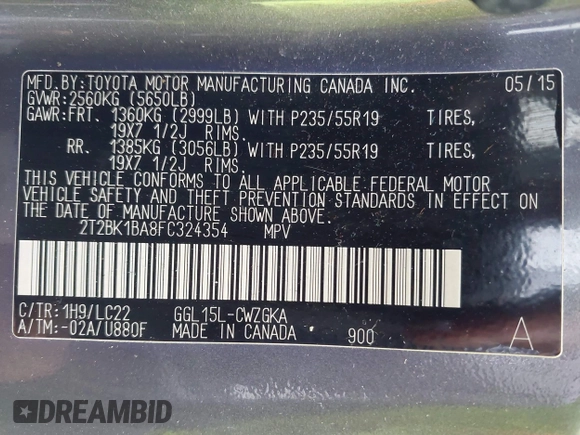 MFD.BY:TOYOTA MOTOR MANUFACTURING CANADA INC. 05/15
GVWR:2560KG (5650LB)
GAWR:FRT. 1360KG (2999LB) WITH P235/55R19 TIRES,
19X7 1/2J RIMS.
RR. 1385KG (3056LB) WITH P235/55R19 TIRES,
19X7 1/2J RIMS.
THIS VEHICLE CONFORMS TO ALL APPLICABLE FEDERAL MOTOR
VEHICLE SAFETY AND THEFT PREVENTION STANDARDS IN EFFECT ON
THE DATE OF MANUFACTURE SHOWN ABOVE.
2T2BK1BA8FC324354 MPV
C/TR:1H9/LC22 GGL15L-CWZGKA
A/TM:-02A/U880F MADE IN CANADA 900 A
DREAMBID